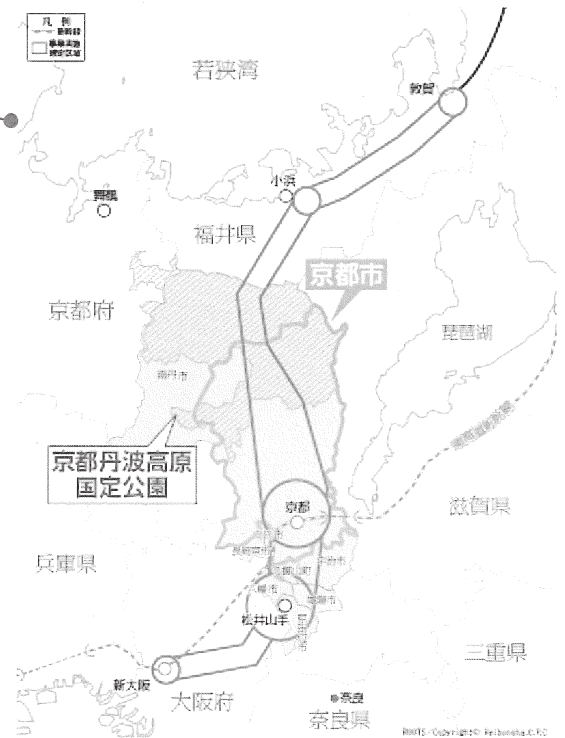 凡例
新幹線
事業実施
想定区域
若狭湾
敦賀
小浜
舞鶴
福井県
京都市
京都府
琵琶湖
南丹市
京都丹波高原
国定公園
京都
滋賀県
兵庫県
松井山手
新大阪
大阪府
三重県
奈良
奈良県